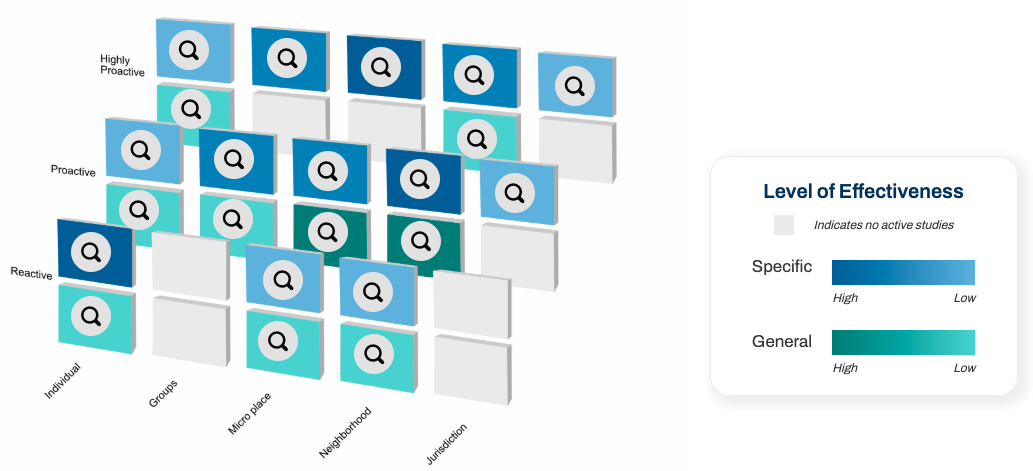 Highly
Proactive
Proactive
Reactive
Individual
Groups
Micro place
Neighborhood
Jurisdiction
Level of Effectiveness
Indicates no active studies
Specific
High Low
General
High Low